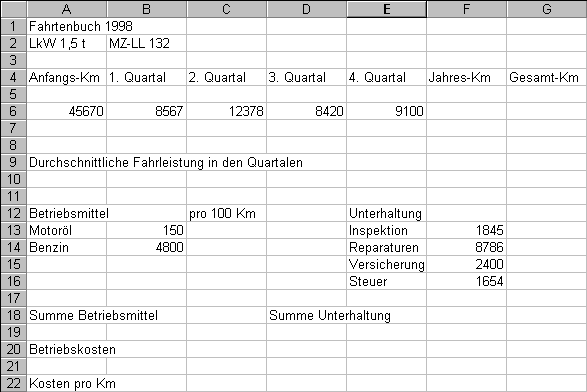 A B C D E F G
1 Fahrtenbuch 1998
2 LkW 1,5 t MZ-LL 132
3
4 Anfangs-Km 1. Quartal 2. Quartal 3. Quartal 4. Quartal Jahres-Km Gesamt-Km
5
6 45670 8567 12378 8420 9100
7
8
9 Durchschnittliche Fahrleistung in den Quartalen
10
11
12 Betriebsmittel pro 100 Km Unterhaltung
13 Motoröl 150 Inspektion 1845
14 Benzin 4800 Reparaturen 8786
15 Versicherung 2400
16 Steuer 1654
17
18 Summe Betriebsmittel Summe Unterhaltung
19
20 Betriebskosten
21
22 Kosten pro Km